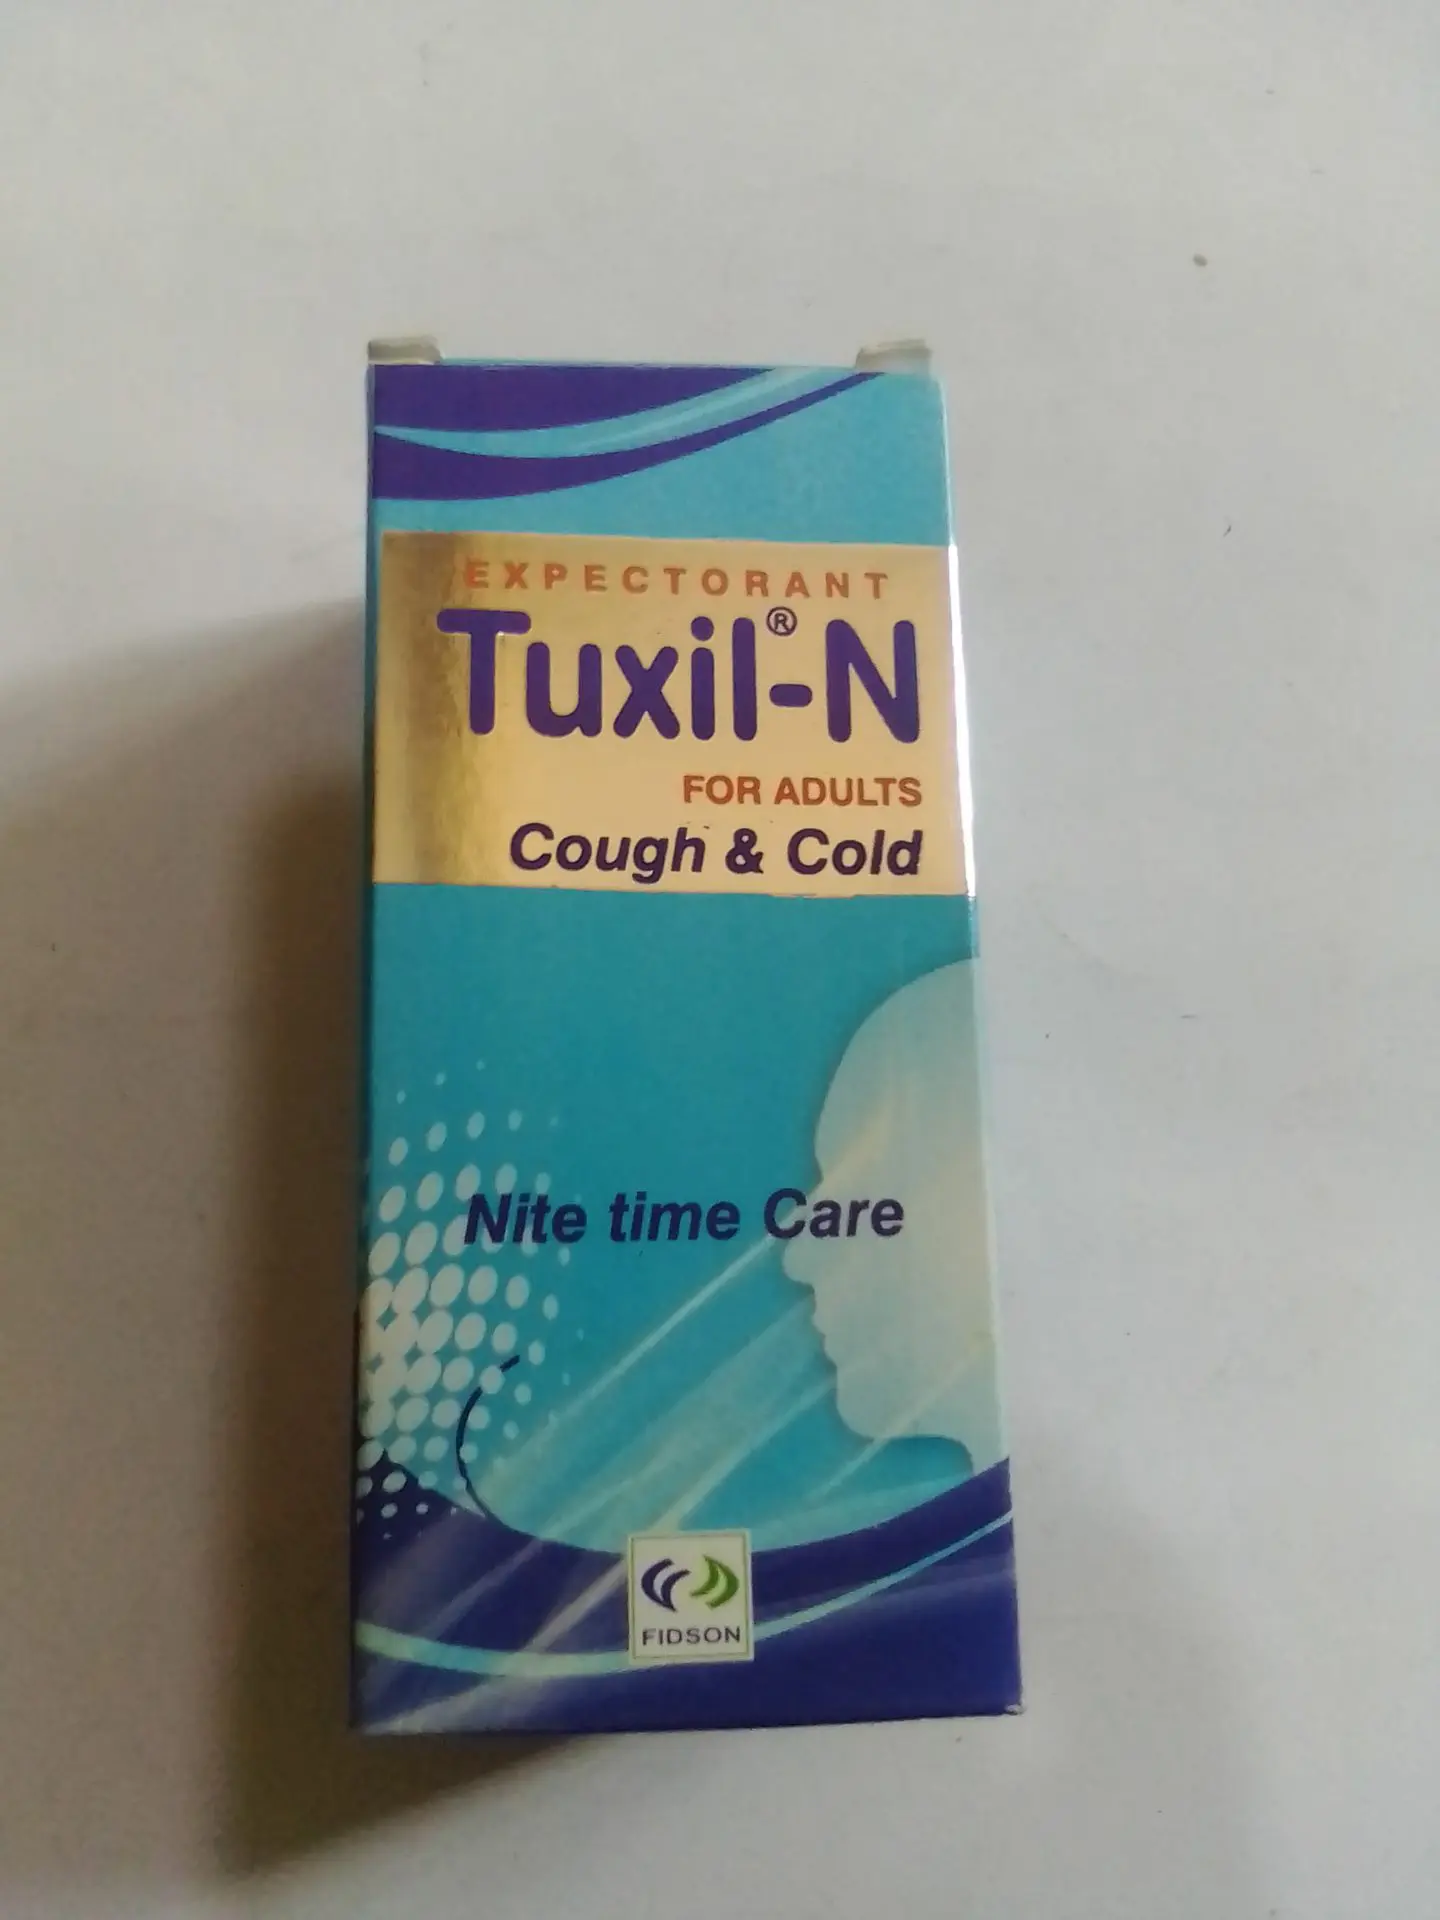 EXPECTORANT
Tuxil®-N
FOR ADULTS
Cough & Cold
Nite time Care
FIDSON